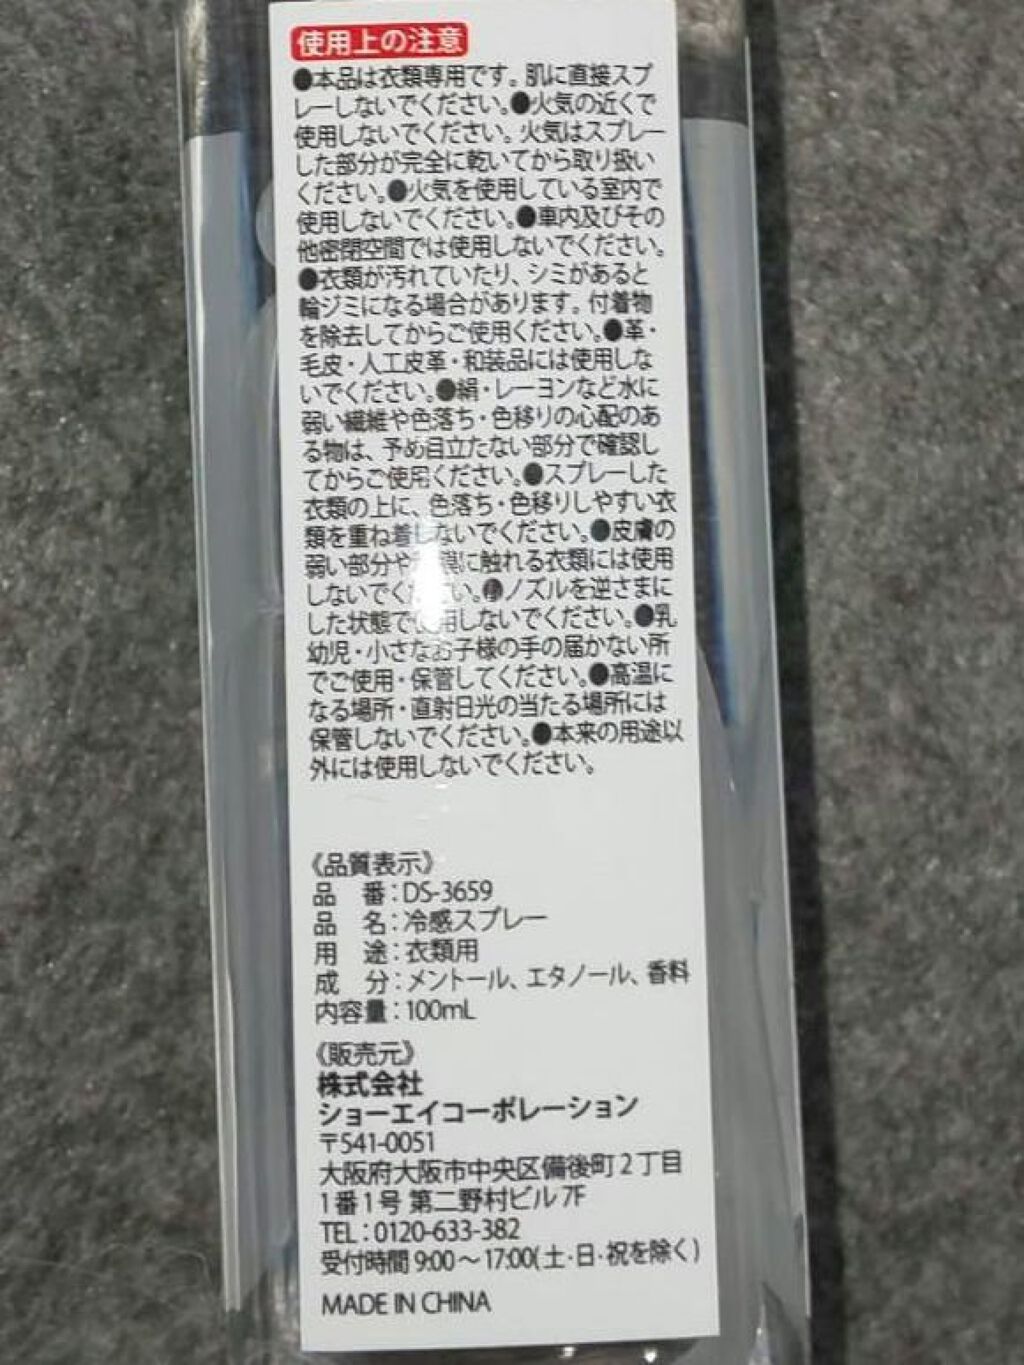 使用上の注意
●本品は衣類専用です。肌に直接スプ
レーしないでください。●火気の近くで
使用しないでください。火気はスプレー
した部分が完全に乾いてから取り扱い
ください。●火気を使用している室内で
使用しないでください。●車内及びその
他密閉空間では使用しないでください。
●衣類が汚れていたり、シミがあると
輪ジミになる場合があります。付着物
を除去してからご使用ください。●革・
毛皮・人工皮革・和装品には使用しな
いでください。●絹・レーヨンなど水に
弱い繊維や色落ち・色移りの心配のあ
る物は、予め目立たない部分で確認し
てからご使用ください。●スプレーした
衣類の上に、色落ち・色移りしやすい衣
類を重ね着しないでください。●皮膚の
弱い部分や 膜に触れる衣類には使用
しないでください。●ノズルを逆さまに
した状態で使用しないでください。●乳
幼児・小さなお子様の手の届かない所
でご使用・保管してください。●高温に
なる場所・直射日光の当たる場所には
保管しないでください。●本来の用途以
外には使用しないでください。
《品質表示》
品 番：DS-3659
品 名：冷感スプレー
用 途：衣類用
成 分：メントール、エタノール、香料
内容量：100mL
《販売元》
株式会社
ショーエイコーポレーション
〒541-0051
大阪府大阪市中央区備後町2丁目
1番1号 第二野村ビル7F
TEL：0120-633-382
受付時間 9:00〜17:00(土・日・祝を除く)
MADE IN CHINA